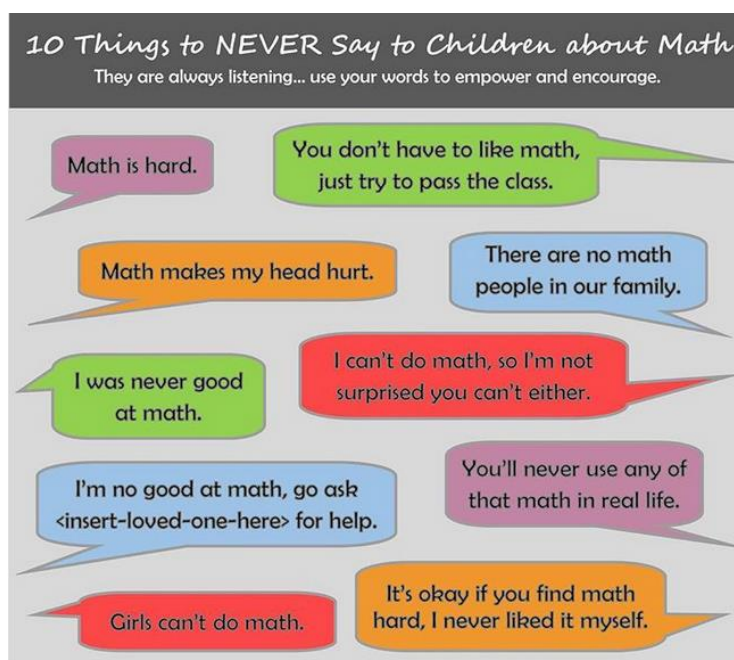 10 Things to NEVER Say to Children about Math
They are always listening... use your words to empower and encourage.
Math is hard.
You don't have to like math,
just try to pass the class.
Math makes my head hurt.
There are no math
people in our family.
I was never good
at math.
I can't do math, so I'm not
surprised you can't either.
I'm no good at math, go ask
<insert-loved-one-here> for help.
You'll never use any of
that math in real life.
Girls can't do math.
It's okay if you find math
hard, I never liked it myself.